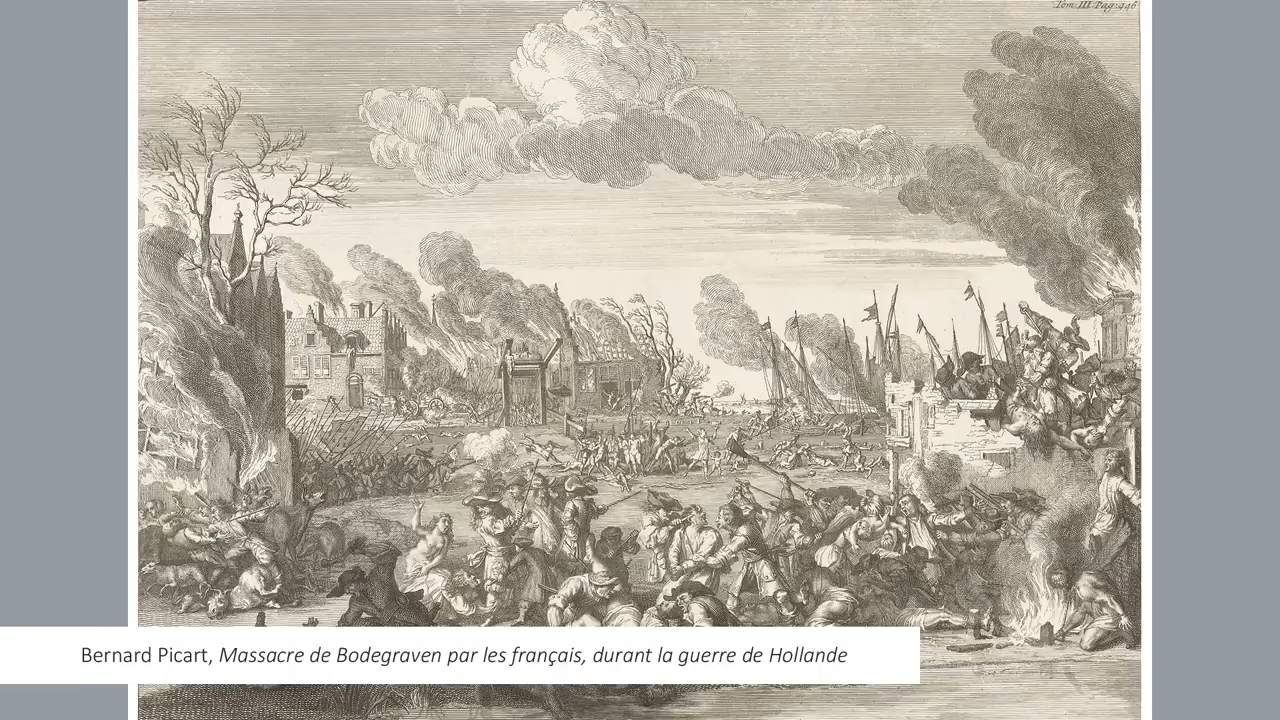 Tom III Pag: 446
Bernard Picart, Massacre de Bodegraven par les français, durant la guerre de Hollande